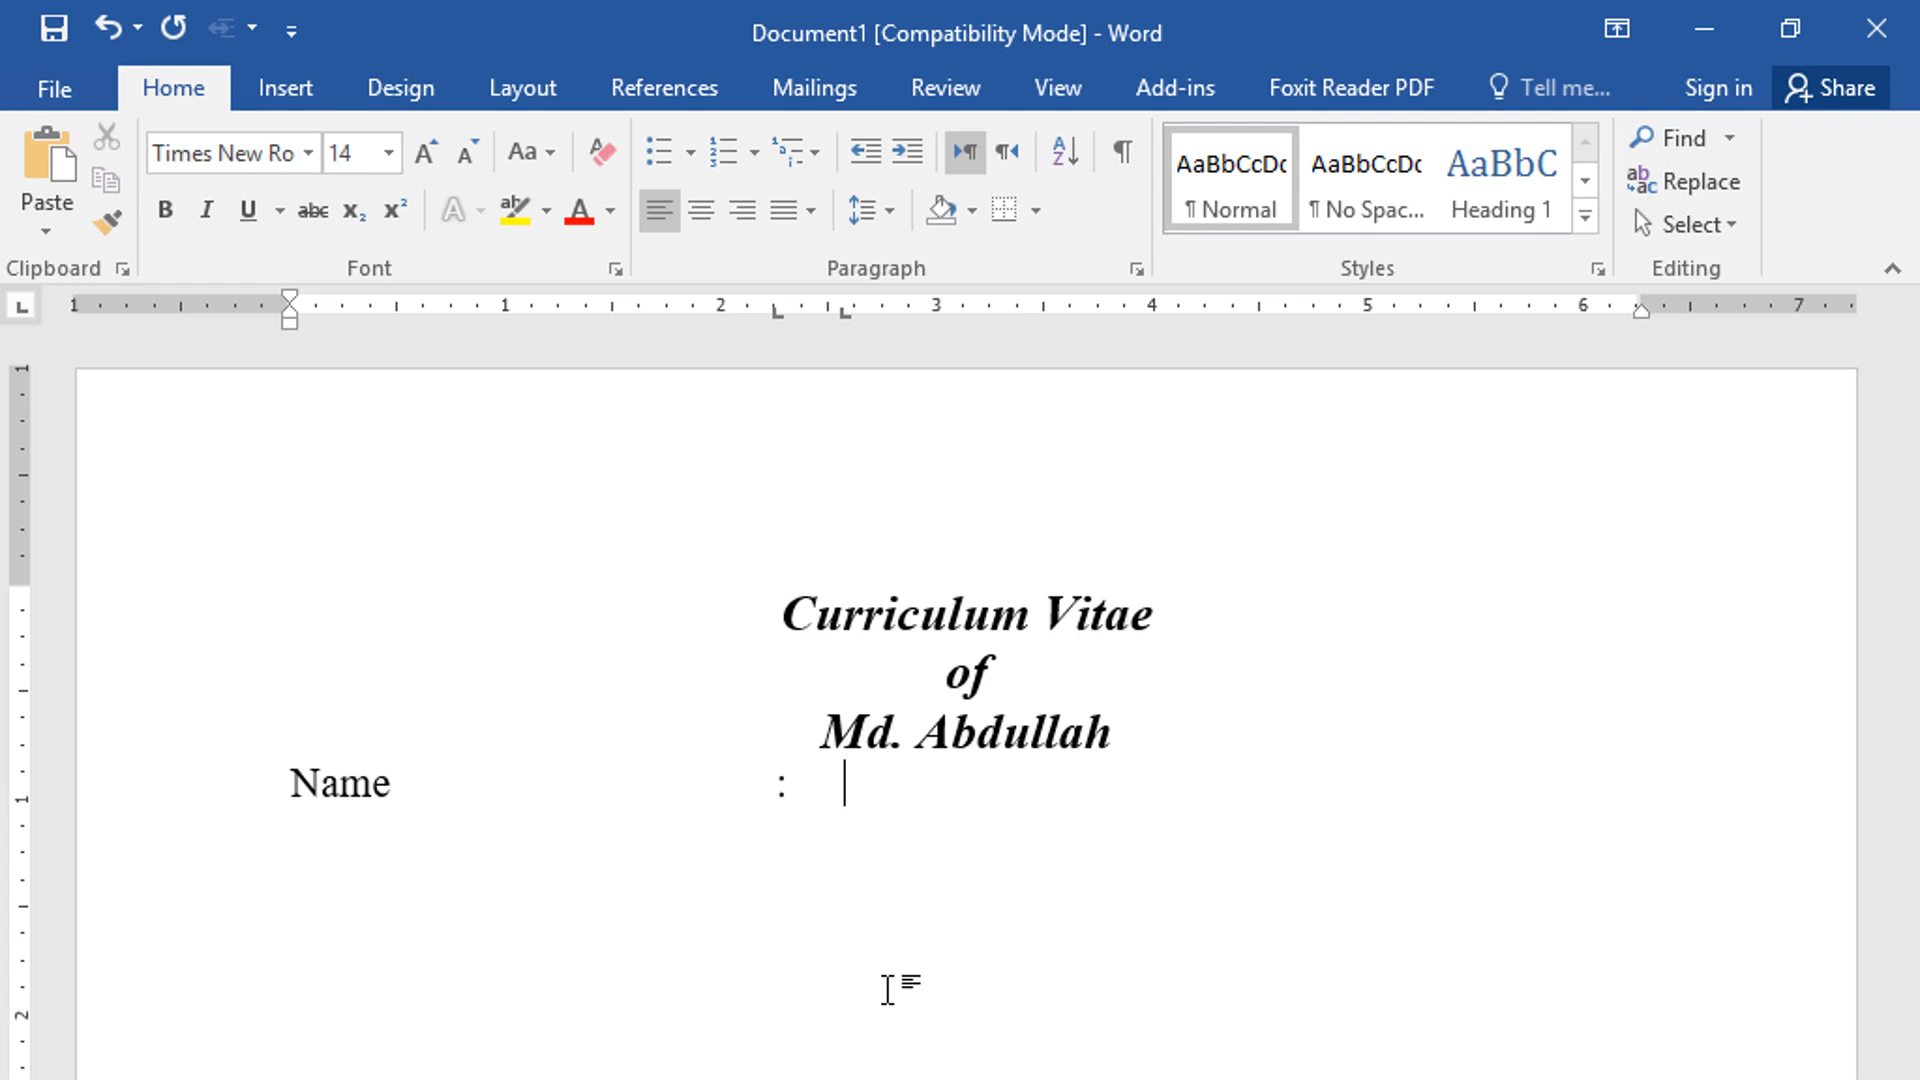 Document1 [Compatibility Mode] - Word
File Home Insert Design Layout References Mailings Review View Add-ins Foxit Reader PDF Tell me... Sign in Share
Times New Ro 14 Aa
AaBbCcDc AaBbCcDc AaBbC
Find
Replace
Select
Paste
B I U abc X₂ X² A A
¶ Normal ¶ No Spac... Heading 1
Clipboard Font Paragraph Styles Editing
1 1 2 3 4 5 6 7
Curriculum Vitae
of
Md. Abdullah
Name :
1
1
2